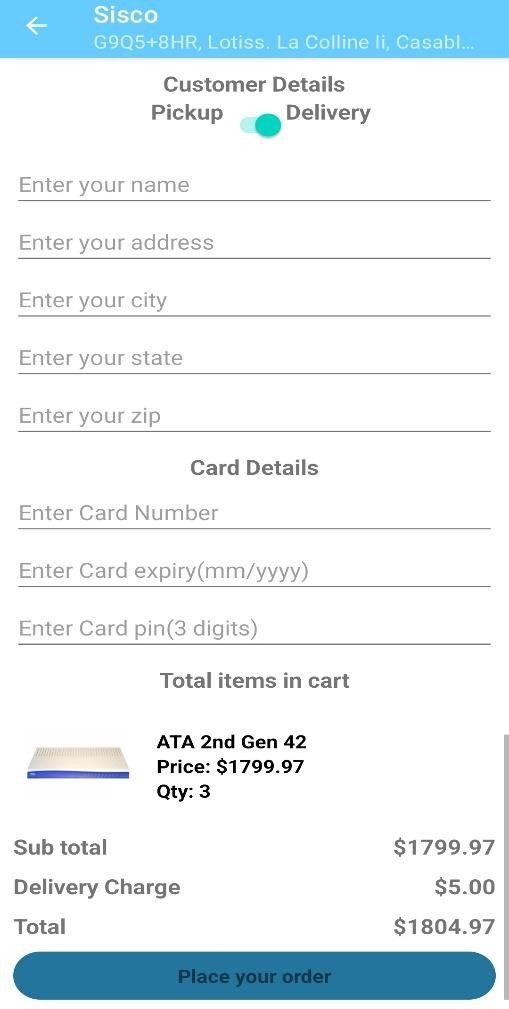 Sisco
G9Q5+8HR, Lotiss. La Colline Ii, Casabl...
Customer Details
Pickup Delivery
Enter your name
Enter your address
Enter your city
Enter your state
Enter your zip
Card Details
Enter Card Number
Enter Card expiry(mm/yyyy)
Enter Card pin(3 digits)
Total items in cart
ATA 2nd Gen 42
Price: $1799.97
Qty: 3
Sub total $1799.97
Delivery Charge $5.00
Total $1804.97
Place your order